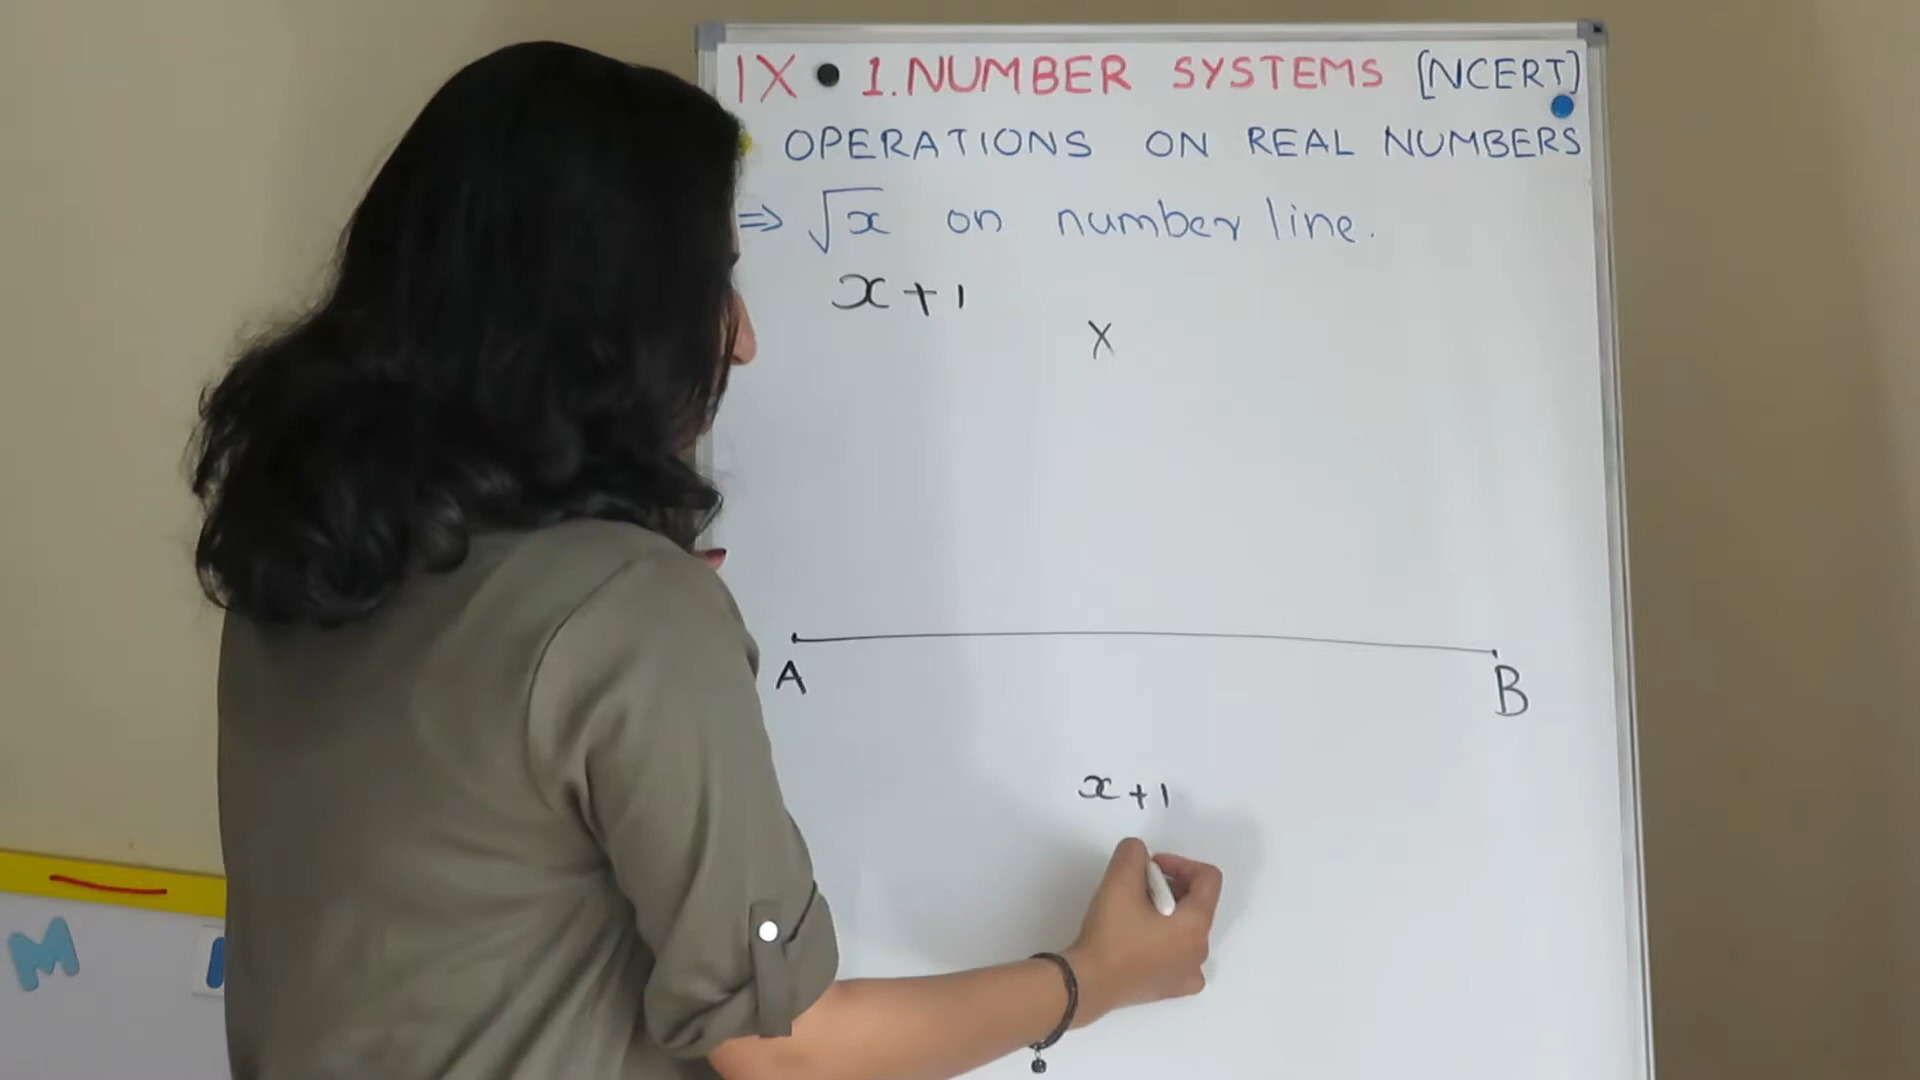 IX • 1. NUMBER SYSTEMS [NCERT]
OPERATIONS ON REAL NUMBERS
⇒ √x on number line.
x + 1
X
A
B
x + 1
M